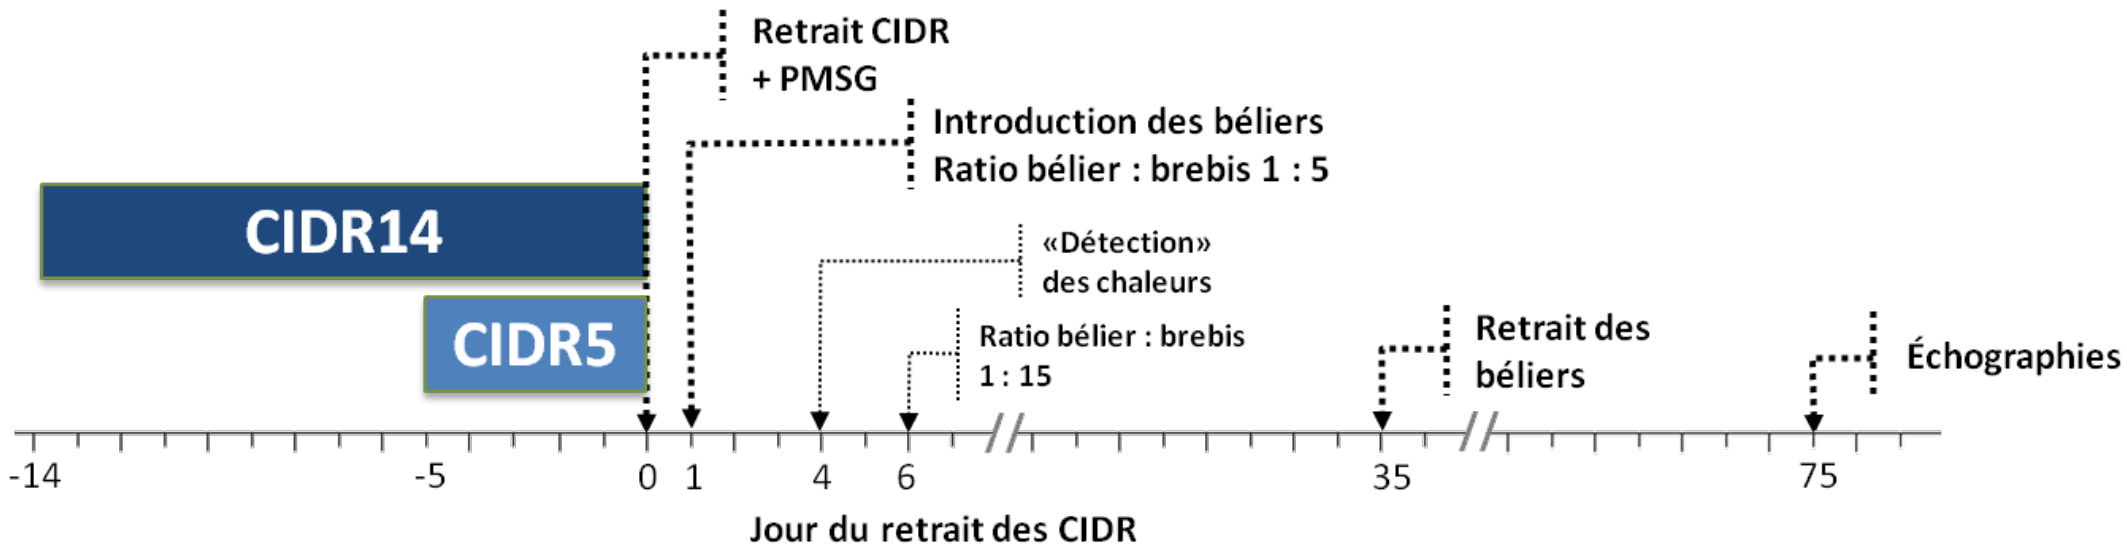 Retrait CIDR
+ PMSG
Introduction des béliers
Ratio bélier : brebis 1 : 5
CIDR14
«Détection»
des chaleurs
CIDR5
Ratio bélier : brebis
1 : 15
Retrait des
béliers
Échographies
-14 -5 0 1 4 6 35 75
Jour du retrait des CIDR